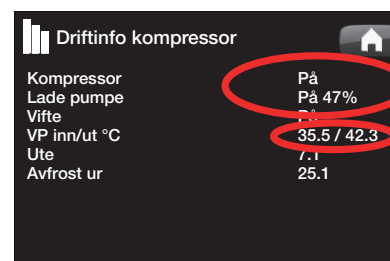 Driftinfo kompressor
Kompressor På
Lade pumpe På 47%
Vifte På
VP inn/ut °C 35.5 / 42.3
Ute 7.1
Avfrost ur 25.1